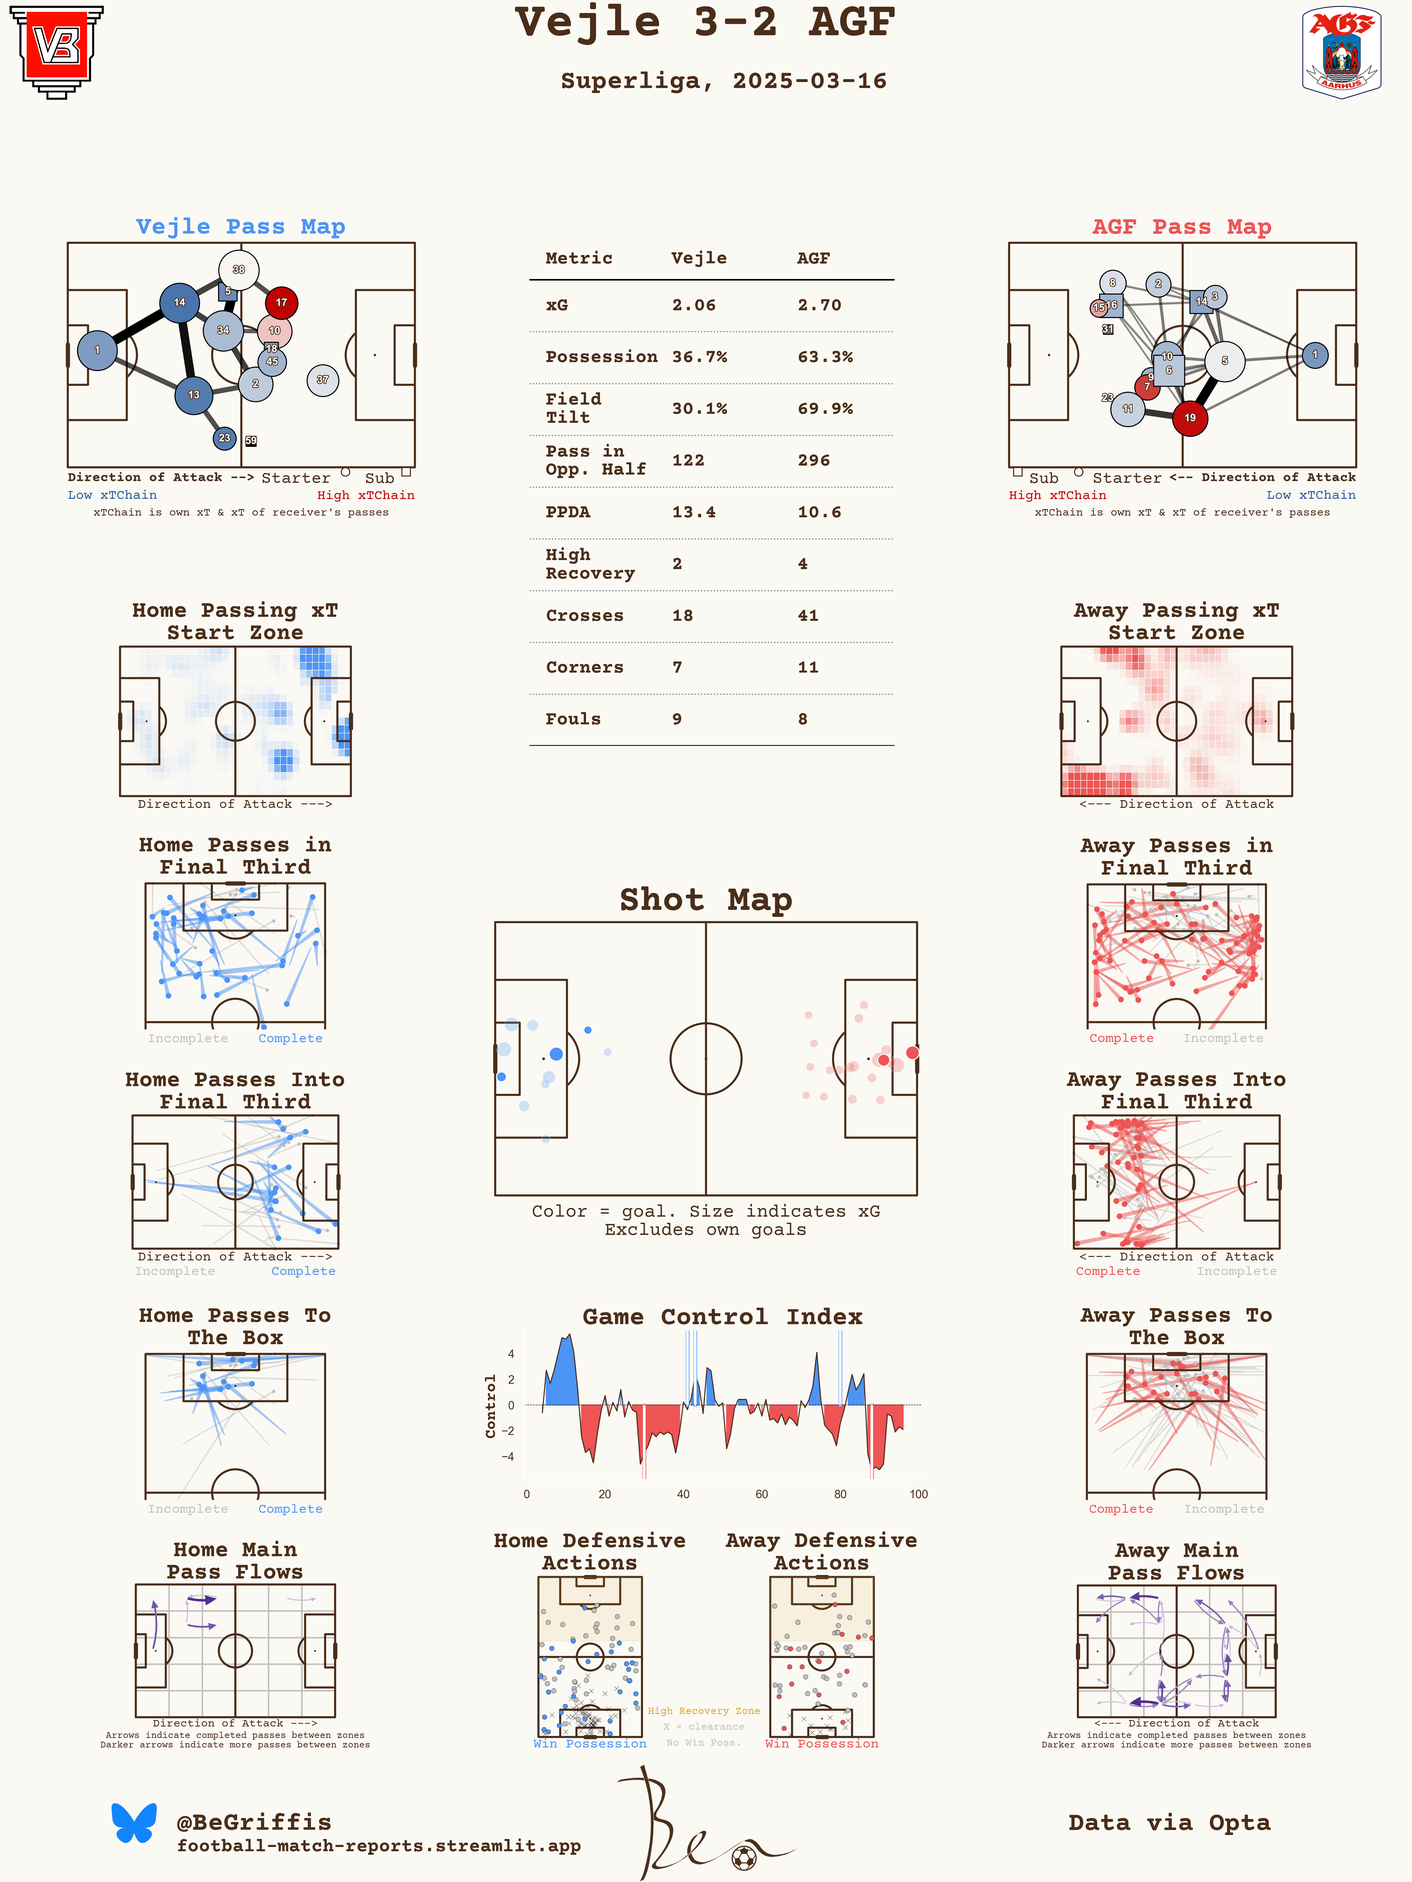 Vejle 3-2 AGF
Superliga, 2025-03-16
VB
AGF
AARHUS
Vejle Pass Map
38
5
14
17
34
10
1
18
45
2
37
13
23
59
Direction of Attack --> Starter Sub
Low xTChain High xTChain
xTChain is own xT & xT of receiver's passes
Metric Vejle AGF
xG 2.06 2.70
Possession 36.7% 63.3%
Field
Tilt 30.1% 69.9%
Pass in
Opp. Half 122 296
PPDA 13.4 10.6
High
Recovery 2 4
Crosses 18 41
Corners 7 11
Fouls 9 8
AGF Pass Map
8
2
3
14
15
16
31
10
5
1
6
9
7
23
11
19
Sub Starter <-- Direction of Attack
High xTChain Low xTChain
xTChain is own xT & xT of receiver's passes
Home Passing xT
Start Zone
Direction of Attack --->
Away Passing xT
Start Zone
<--- Direction of Attack
Home Passes in
Final Third
Incomplete Complete
Away Passes in
Final Third
Complete Incomplete
Shot Map
Color = goal. Size indicates xG
Excludes own goals
Home Passes Into
Final Third
Direction of Attack --->
Incomplete Complete
Away Passes Into
Final Third
<--- Direction of Attack
Complete Incomplete
Home Passes To
The Box
Incomplete Complete
Game Control Index
Control
4
2
0
−2
−4
0 20 40 60 80 100
Away Passes To
The Box
Complete Incomplete
Home Main
Pass Flows
Direction of Attack --->
Arrows indicate completed passes between zones
Darker arrows indicate more passes between zones
Home Defensive
Actions
Win Possession
High Recovery Zone
X = clearance
No Win Poss.
Away Defensive
Actions
Win Possession
Away Main
Pass Flows
<--- Direction of Attack
Arrows indicate completed passes between zones
Darker arrows indicate more passes between zones
@BeGriffis
football-match-reports.streamlit.app
Ben
Data via Opta